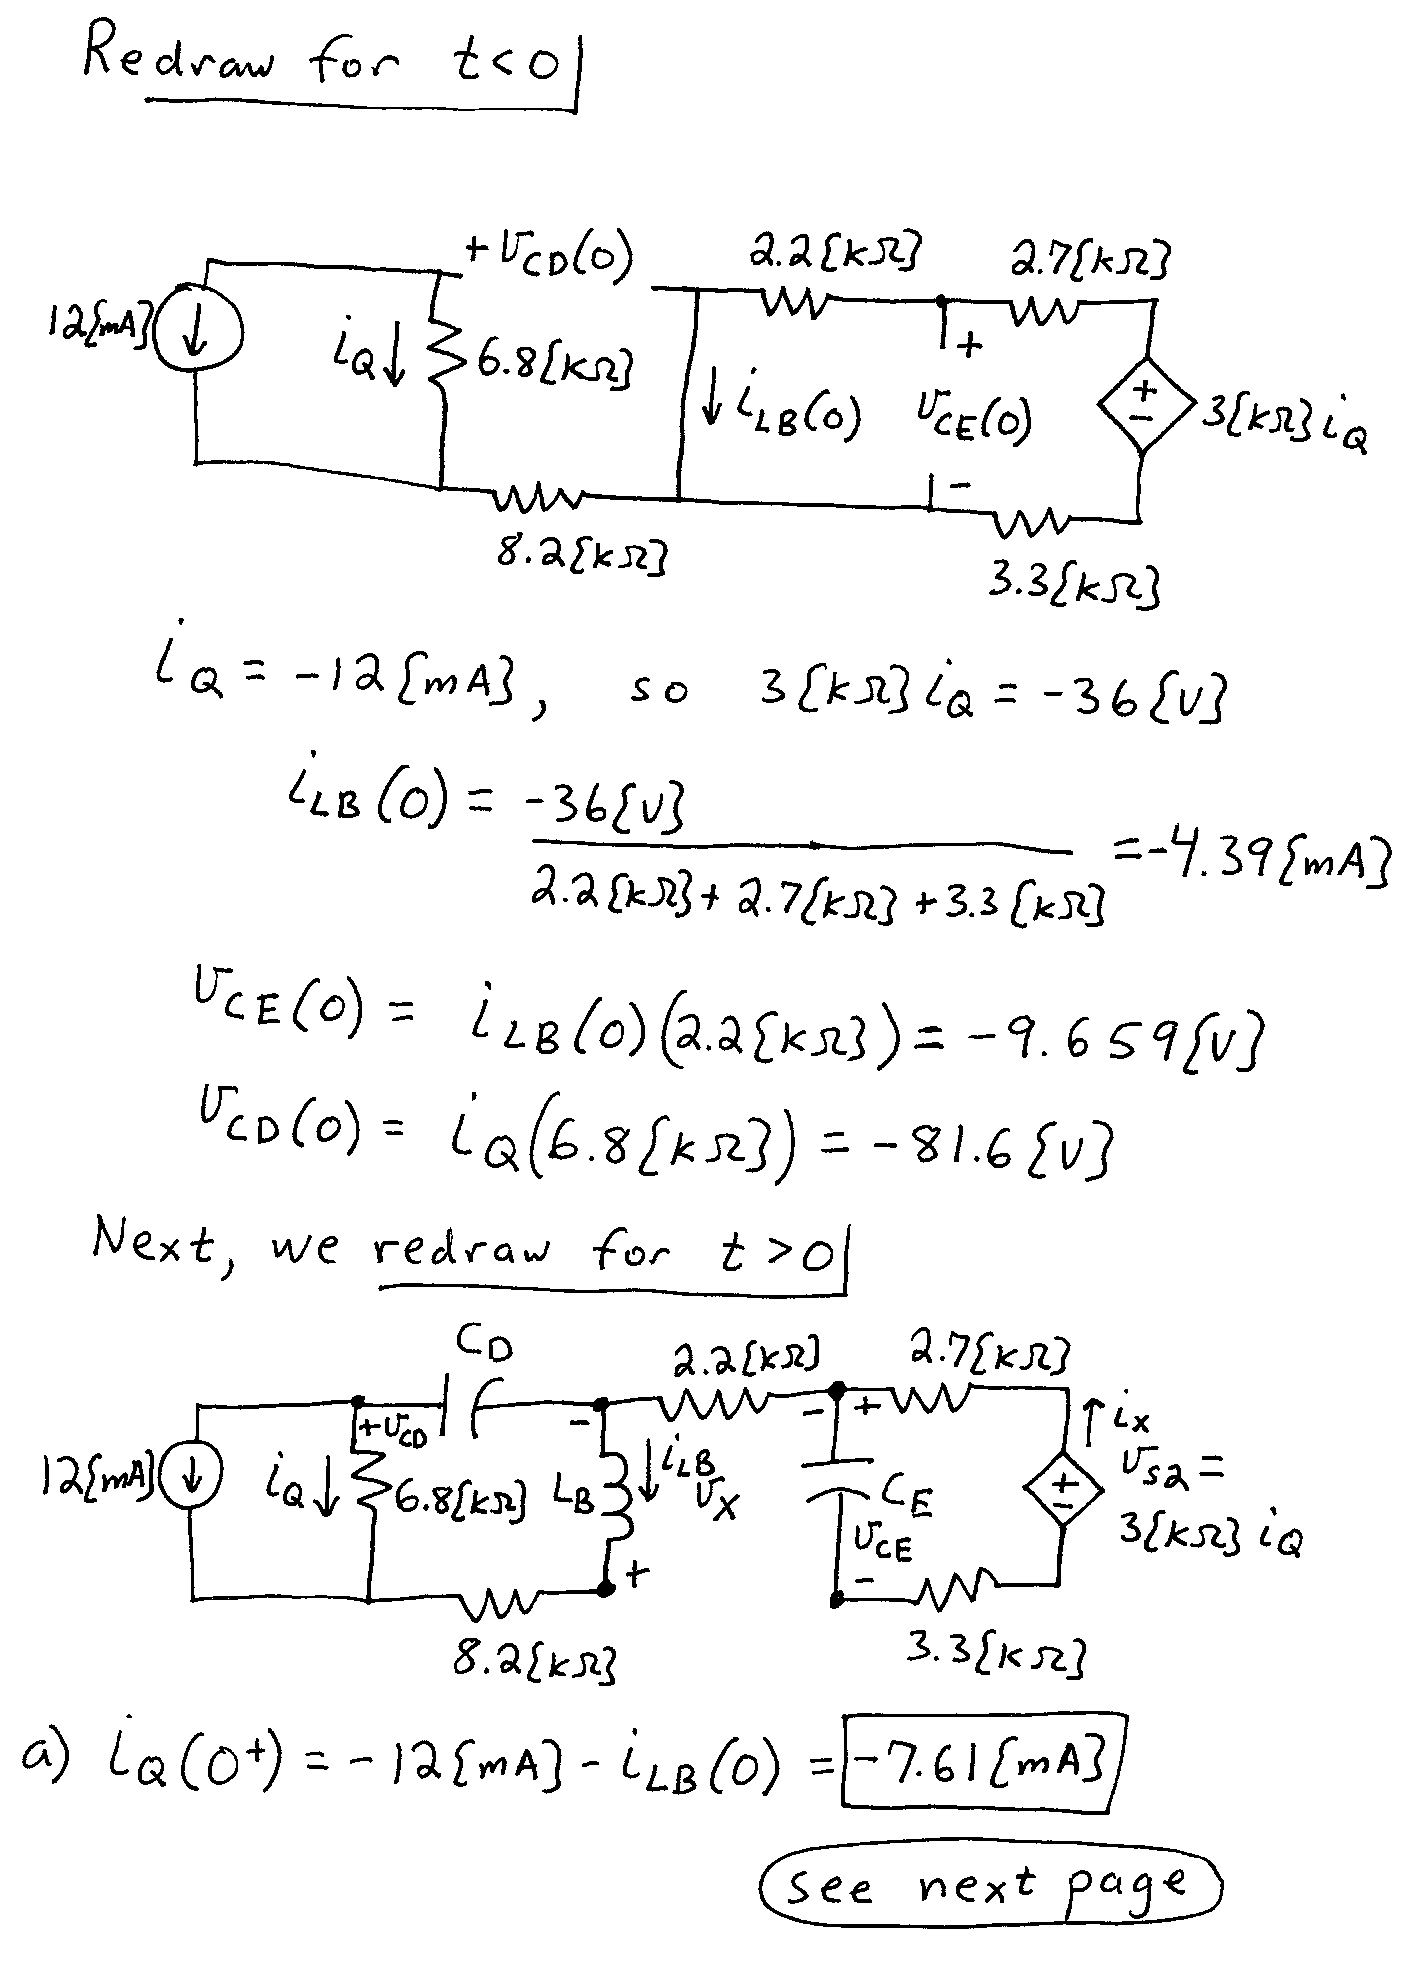 Redraw for t<0
+ v_CD(0)
2.2{kΩ} 2.7{kΩ}
12{mA} i_Q 6.8{kΩ} i_LB(0) + v_CE(0) - + - 3{kΩ} i_Q
8.2{kΩ} 3.3{kΩ}
i_Q = -12{mA}, so 3{kΩ} i_Q = -36{v}
i_LB(0) = -36{v} / 2.2{kΩ} + 2.7{kΩ} + 3.3{kΩ} = -4.39{mA}
v_CE(0) = i_LB(0)(2.2{kΩ}) = -9.659{v}
v_CD(0) = i_Q(6.8{kΩ}) = -81.6{v}
Next, we redraw for t>0
C_D 2.2{kΩ} 2.7{kΩ}
+ v_CD - - + i_x
12{mA} i_Q 6.8{kΩ} L_B i_LB v_x C_E + - v_S2 =
3{kΩ} i_Q
+ v_CE -
8.2{kΩ} 3.3{kΩ}
a) i_Q(0+) = -12{mA} - i_LB(0) = -7.61{mA}
see next page